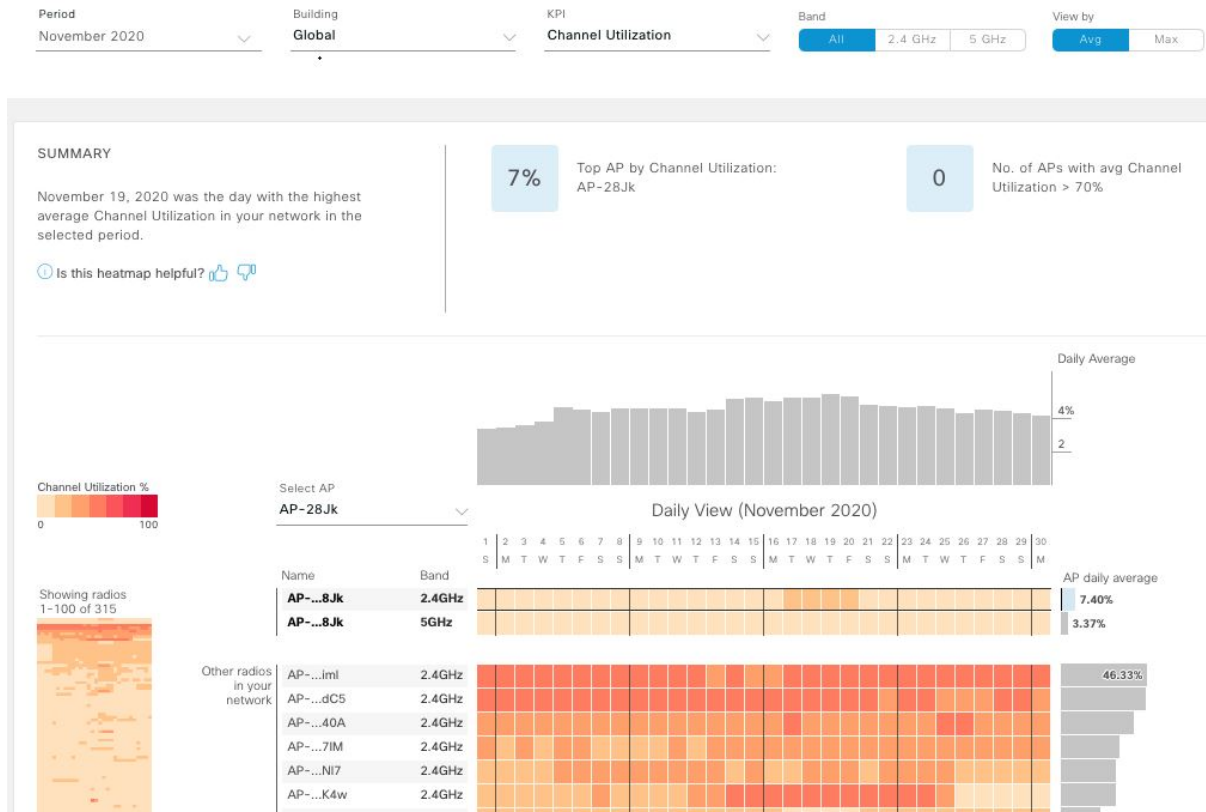 Period
November 2020
Building
Global
KPI
Channel Utilization
Band
All 2.4 GHz 5 GHz
View by
Avg Max
SUMMARY
November 19, 2020 was the day with the highest
average Channel Utilization in your network in the
selected period.
Is this heatmap helpful?
7%
Top AP by Channel Utilization:
AP-28Jk
0
No. of APs with avg Channel
Utilization > 70%
Daily Average
4%
2
Channel Utilization %
0 100
Select AP
AP-28Jk
Daily View (November 2020)
1 2 3 4 5 6 7 8 9 10 11 12 13 14 15 16 17 18 19 20 21 22 23 24 25 26 27 28 29 30
S M T W T F S S M T W T F S S M T W T F S S M T W T F S S M
Name Band
AP daily average
AP-...8Jk 2.4GHz 7.40%
AP-...8Jk 5GHz 3.37%
Showing radios
1-100 of 315
Other radios
in your
network
AP-...iml 2.4GHz 46.33%
AP-...dC5 2.4GHz
AP-...40A 2.4GHz
AP-...7IM 2.4GHz
AP-...NI7 2.4GHz
AP-...K4w 2.4GHz